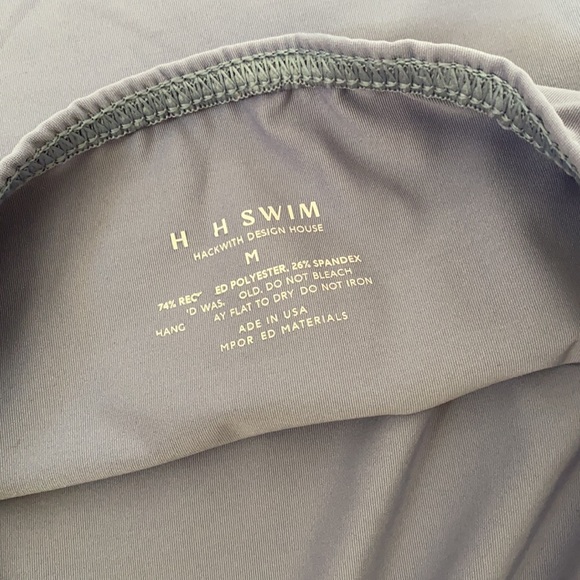 H H SWIM
HACKWITH DESIGN HOUSE
M
74% REC ED POLYESTER, 26% SPANDEX
'D WAS. OLD. DO NOT BLEACH
HANG AY FLAT TO DRY DO NOT IRON
ADE IN USA
MPOR ED MATERIALS